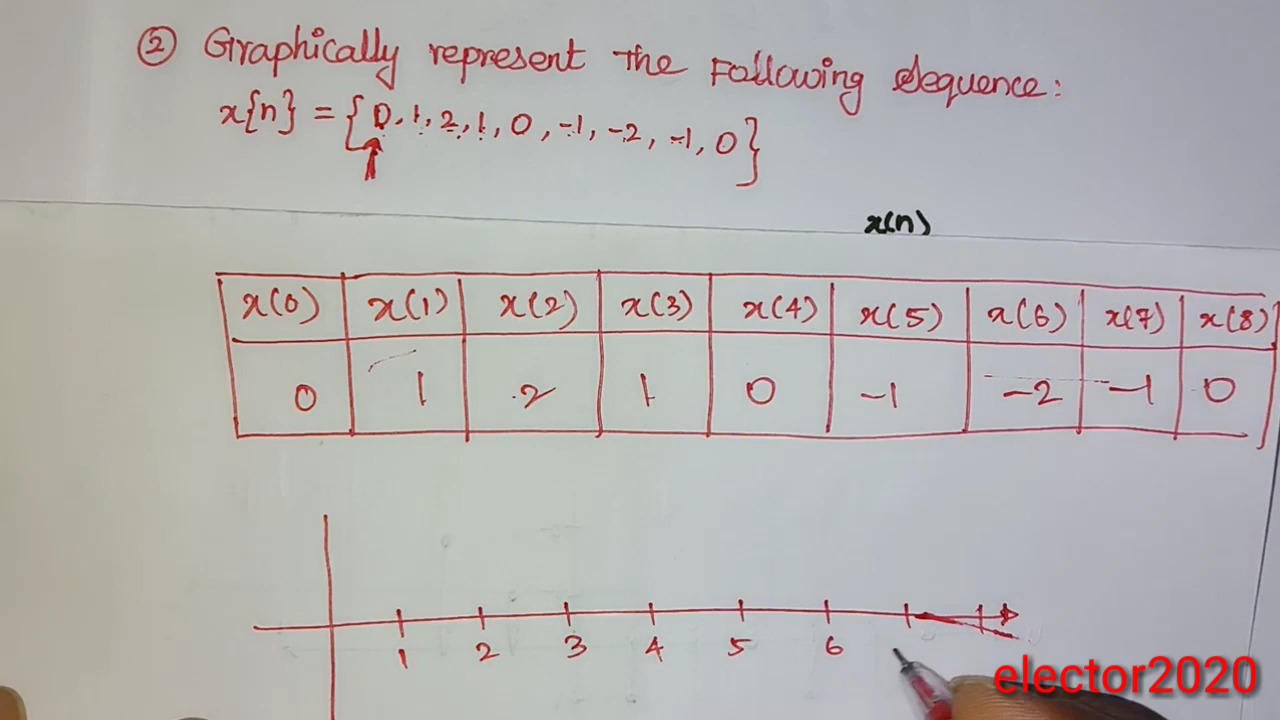 ② Graphically represent the Following Sequence:
x{n} = { 0, 1, 2, 1, 0, -1, -2, -1, 0 }
↑
x(n)
x(0) x(1) x(2) x(3) x(4) x(5) x(6) x(7) x(8)
0 1 2 1 0 -1 -2 -1 0
1 2 3 4 5 6
elector2020